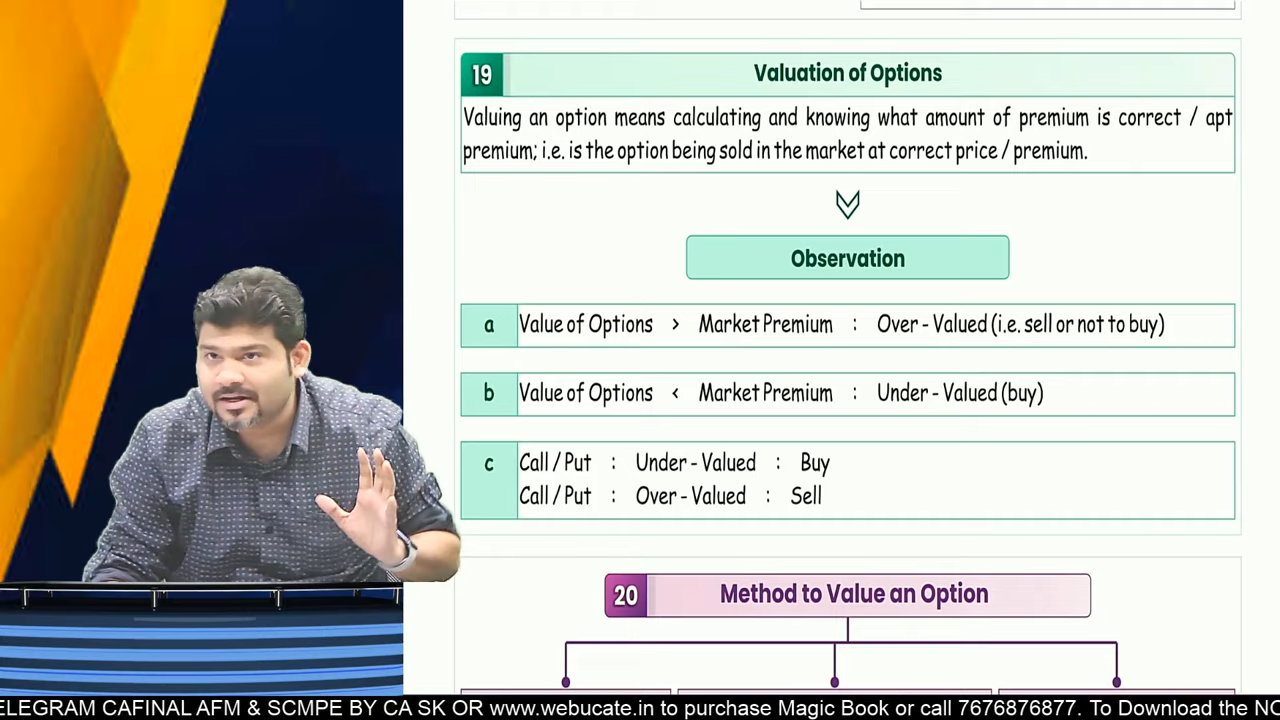 19 Valuation of Options
Valuing an option means calculating and knowing what amount of premium is correct / apt
premium; i.e. is the option being sold in the market at correct price / premium.
Observation
a Value of Options > Market Premium : Over - Valued (i.e. sell or not to buy)
b Value of Options < Market Premium : Under - Valued (buy)
c Call / Put : Under - Valued : Buy
Call / Put : Over - Valued : Sell
20 Method to Value an Option
ELEGRAM CAFINAL AFM & SCMPE BY CA SK OR www.webucate.in to purchase Magic Book or call 7676876877. To Download the NO